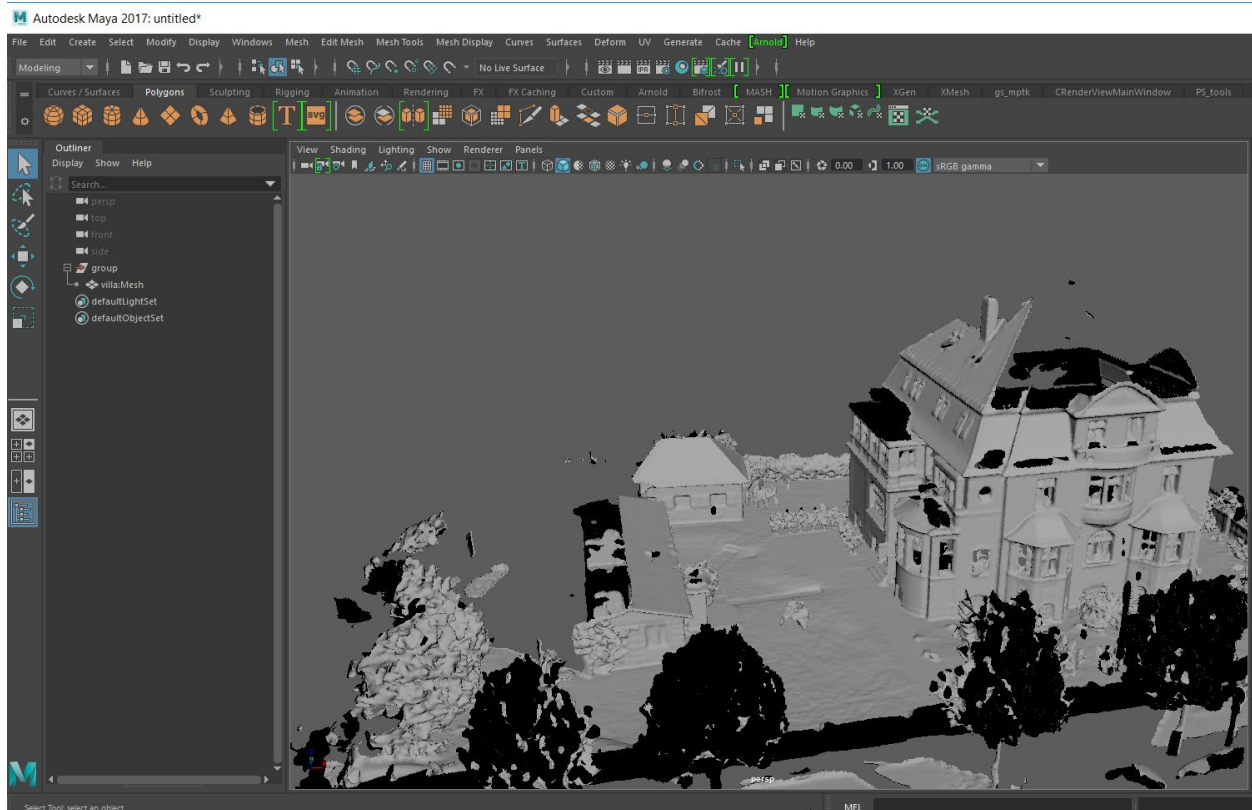 Autodesk Maya 2017: untitled*
File Edit Create Select Modify Display Windows Mesh Edit Mesh Mesh Tools Mesh Display Curves Surfaces Deform UV Generate Cache [Arnold] Help
Modeling No Live Surface IPR
Curves / Surfaces Polygons Sculpting Rigging Animation Rendering FX FX Caching Custom Arnold Bifrost [ MASH ][ Motion Graphics ] XGen XMesh gs_mptk CRenderViewMainWindow PS_tools
T svg
Outliner
Display Show Help
Search...
persp
top
front
side
group
villa:Mesh
defaultLightSet
defaultObjectSet
View Shading Lighting Show Renderer Panels
0.00 1.00 sRGB gamma
persp
M
Select Tool: select an object
MEL